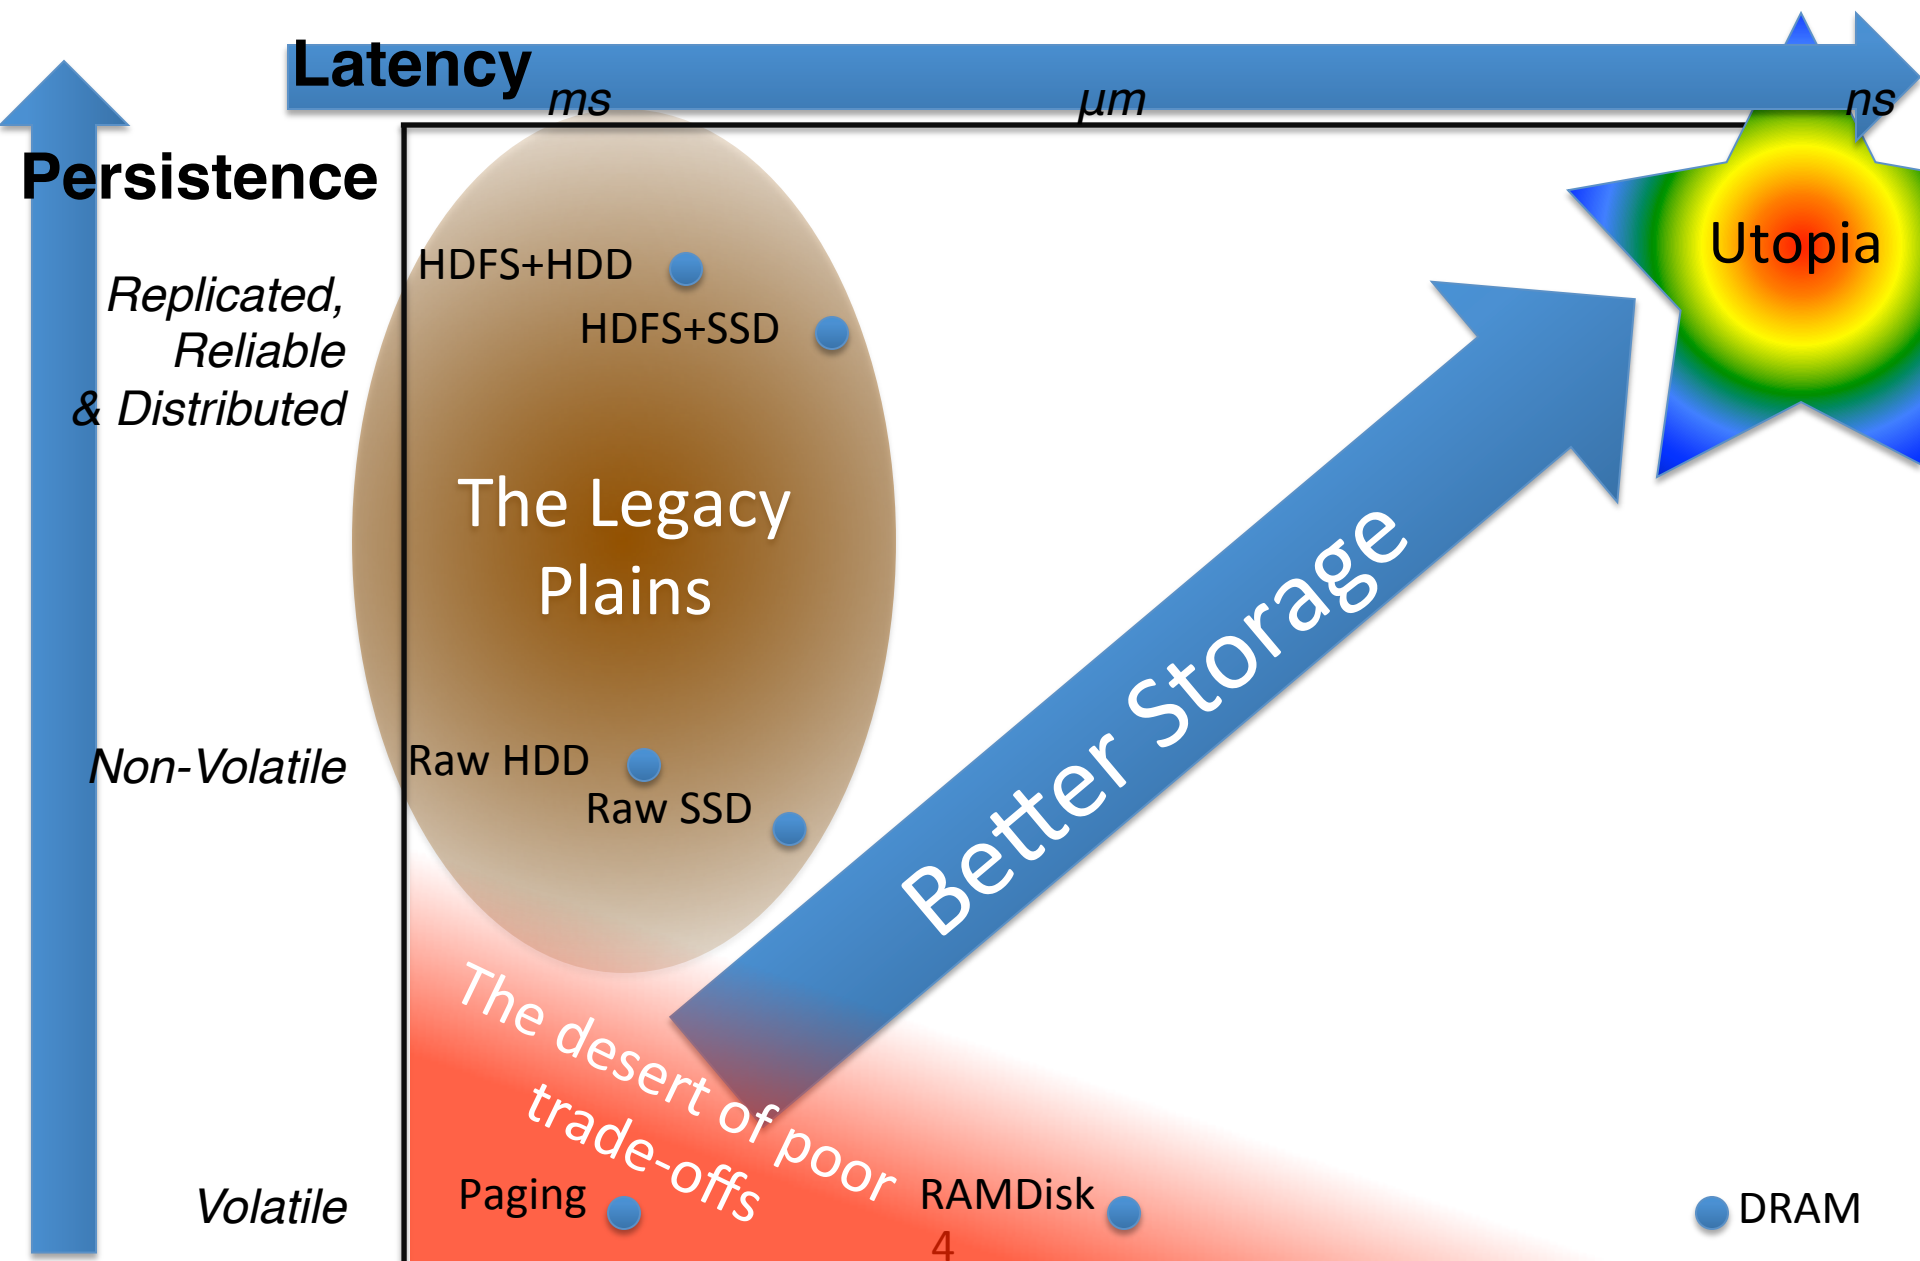 Latency
ms
µm
ns
Persistence
Utopia
HDFS+HDD
Replicated,
HDFS+SSD
Reliable
& Distributed
The Legacy
Plains
Better Storage
Non-Volatile
Raw HDD
Raw SSD
The desert of poor
trade-offs
Volatile
Paging
RAMDisk
DRAM
4